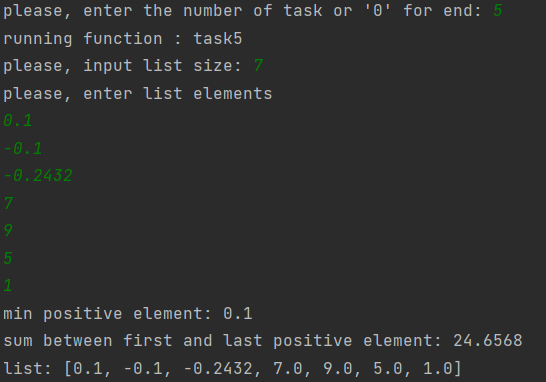 please, enter the number of task or '0' for end: 5
running function : task5
please, input list size: 7
please, enter list elements
0.1
-0.1
-0.2432
7
9
5
1
min positive element: 0.1
sum between first and last positive element: 24.6568
list: [0.1, -0.1, -0.2432, 7.0, 9.0, 5.0, 1.0]